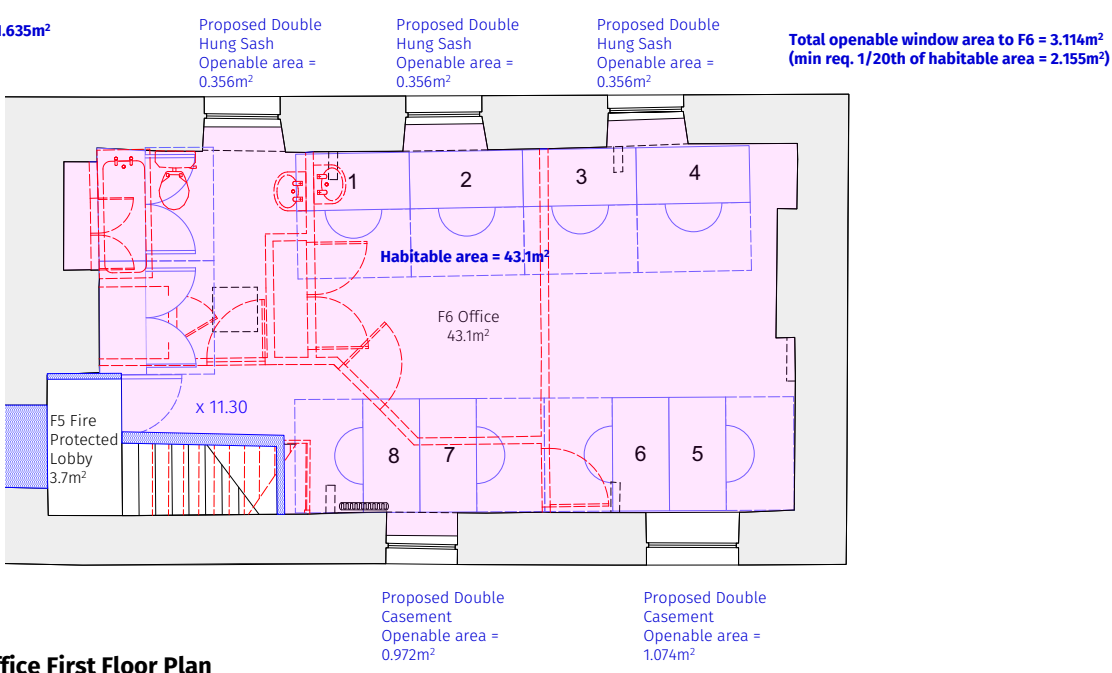 1.635m²
Proposed Double
Hung Sash
Openable area =
0.356m²
Proposed Double
Hung Sash
Openable area =
0.356m²
Proposed Double
Hung Sash
Openable area =
0.356m²
Total openable window area to F6 = 3.114m²
(min req. 1/20th of habitable area = 2.155m²)
1
2
3
4
Habitable area = 43.1m²
F6 Office
43.1m²
x 11.30
F5 Fire
Protected
Lobby
3.7m²
8
7
6
5
Proposed Double
Casement
Openable area =
0.972m²
Proposed Double
Casement
Openable area =
1.074m²
ffice First Floor Plan